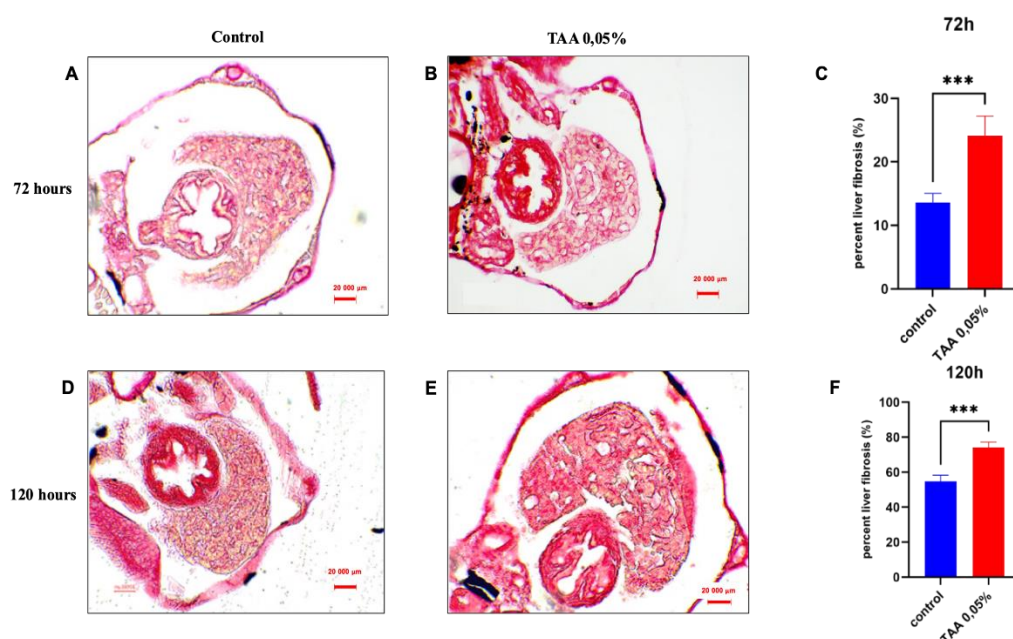 Control
TAA 0,05%
72h
A
B
C
72 hours
20 000 µm
20 000 µm
***
percent liver fibrosis (%)
30
20
10
0
control
TAA 0,05%
D
E
F
120 hours
20 000 µm
20 000 µm
120h
***
percent liver fibrosis (%)
100
80
60
40
20
0
control
TAA 0,05%